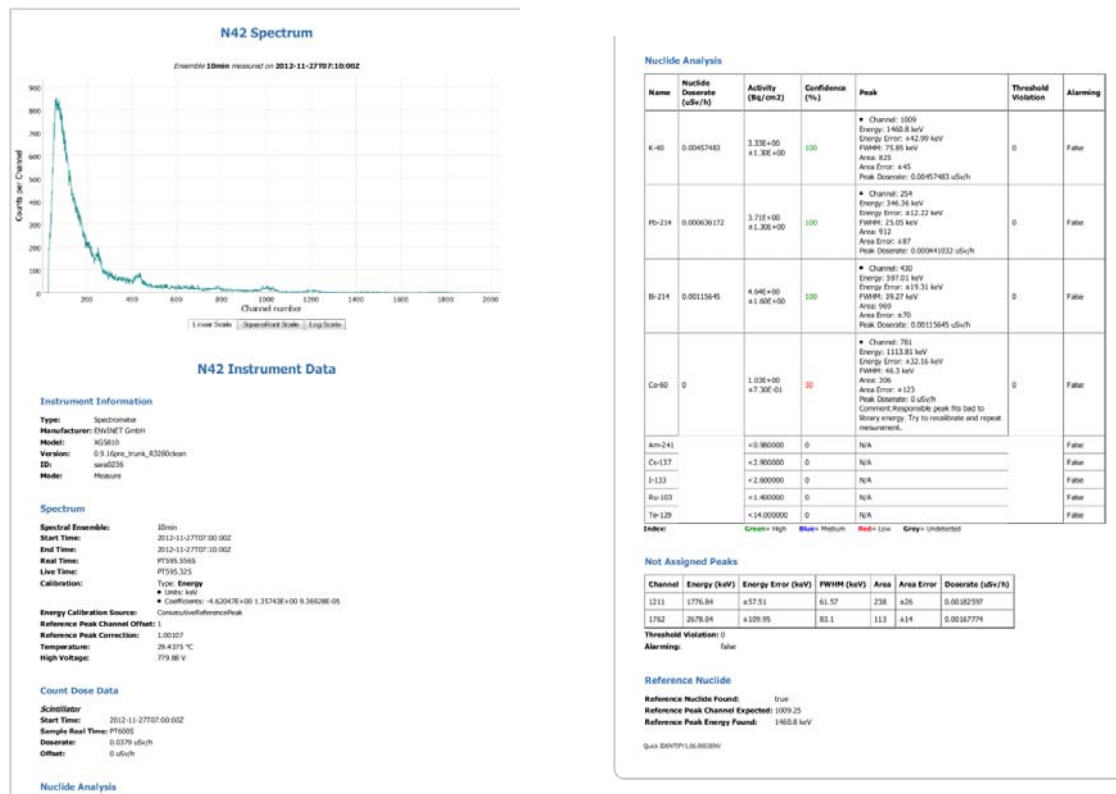 N42 Spectrum
Ensemble 10min measured on 2012-11-27T07:10:00Z
900
800
700
600
500
400
300
200
100
0
Counts per Channel
200 400 600 800 1000 1200 1400 1600 1800 2000
Channel number
Linear Scale SquareRoot Scale Log Scale
N42 Instrument Data
Instrument Information
Type: Spectrometer
Manufacturer: ENVINET GmbH
Model: XGS810
Version: 0.9.16pre_trunk_R3280clean
ID: sara0236
Mode: Measure
Spectrum
Spectral Ensemble: 10min
Start Time: 2012-11-27T07:00:00Z
End Time: 2012-11-27T07:10:00Z
Real Time: PT595.556S
Live Time: PT595.32S
Calibration: Type: Energy
• Units: keV
• Coefficients: -4.62047E+00 1.35743E+00 9.36928E-05
Energy Calibration Source: ConsecutiveReferencePeak
Reference Peak Channel Offset: 1
Reference Peak Correction: 1.00107
Temperature: 29.4375 °C
High Voltage: 779.88 V
Count Dose Data
Scintillator
Start Time: 2012-11-27T07:00:00Z
Sample Real Time: PT600S
Doserate: 0.0379 uSv/h
Offset: 0 uSv/h
Nuclide Analysis
Nuclide Analysis
Name Nuclide Doserate (uSv/h) Activity (Bq/cm2) Confidence (%) Peak Threshold Violation Alarming
K-40 0.00457483 3.33E+00 ±1.30E+00 100 • Channel: 1009
Energy: 1460.8 keV
Energy Error: ±42.99 keV
FWHM: 75.85 keV
Area: 825
Area Error: ±45
Peak Doserate: 0.00457483 uSv/h
0 False
Pb-214 0.000636172 3.71E+00 ±1.30E+00 100 • Channel: 254
Energy: 346.36 keV
Energy Error: ±12.22 keV
FWHM: 25.05 keV
Area: 912
Area Error: ±87
Peak Doserate: 0.000441032 uSv/h
0 False
Bi-214 0.00115645 4.64E+00 ±1.60E+00 100 • Channel: 430
Energy: 597.01 keV
Energy Error: ±19.31 keV
FWHM: 39.27 keV
Area: 969
Area Error: ±70
Peak Doserate: 0.00115645 uSv/h
0 False
Co-60 0 1.03E+00 ±7.30E-01 30 • Channel: 781
Energy: 1113.81 keV
Energy Error: ±32.16 keV
FWHM: 46.3 keV
Area: 306
Area Error: ±123
Peak Doserate: 0 uSv/h
Comment:Responsible peak fits bad to
library energy. Try to recalibrate and repeat
mesurement.
0 False
Am-241 <0.980000 0 N/A False
Cs-137 <2.900000 0 N/A False
I-133 <2.600000 0 N/A False
Ru-103 <1.400000 0 N/A False
Te-129 <14.000000 0 N/A False
Index: Green= High Blue= Medium Red= Low Grey= Undetected
Not Assigned Peaks
Channel Energy (keV) Energy Error (keV) FWHM (keV) Area Area Error Doserate (uSv/h)
1211 1776.84 ±57.51 61.57 238 ±26 0.00182597
1762 2678.04 ±109.95 83.1 113 ±14 0.00167774
Threshold Violation: 0
Alarming: false
Reference Nuclide
Reference Nuclide Found: true
Reference Peak Channel Expected: 1009.25
Reference Peak Energy Found: 1460.8 keV
Quick IDENTIFY